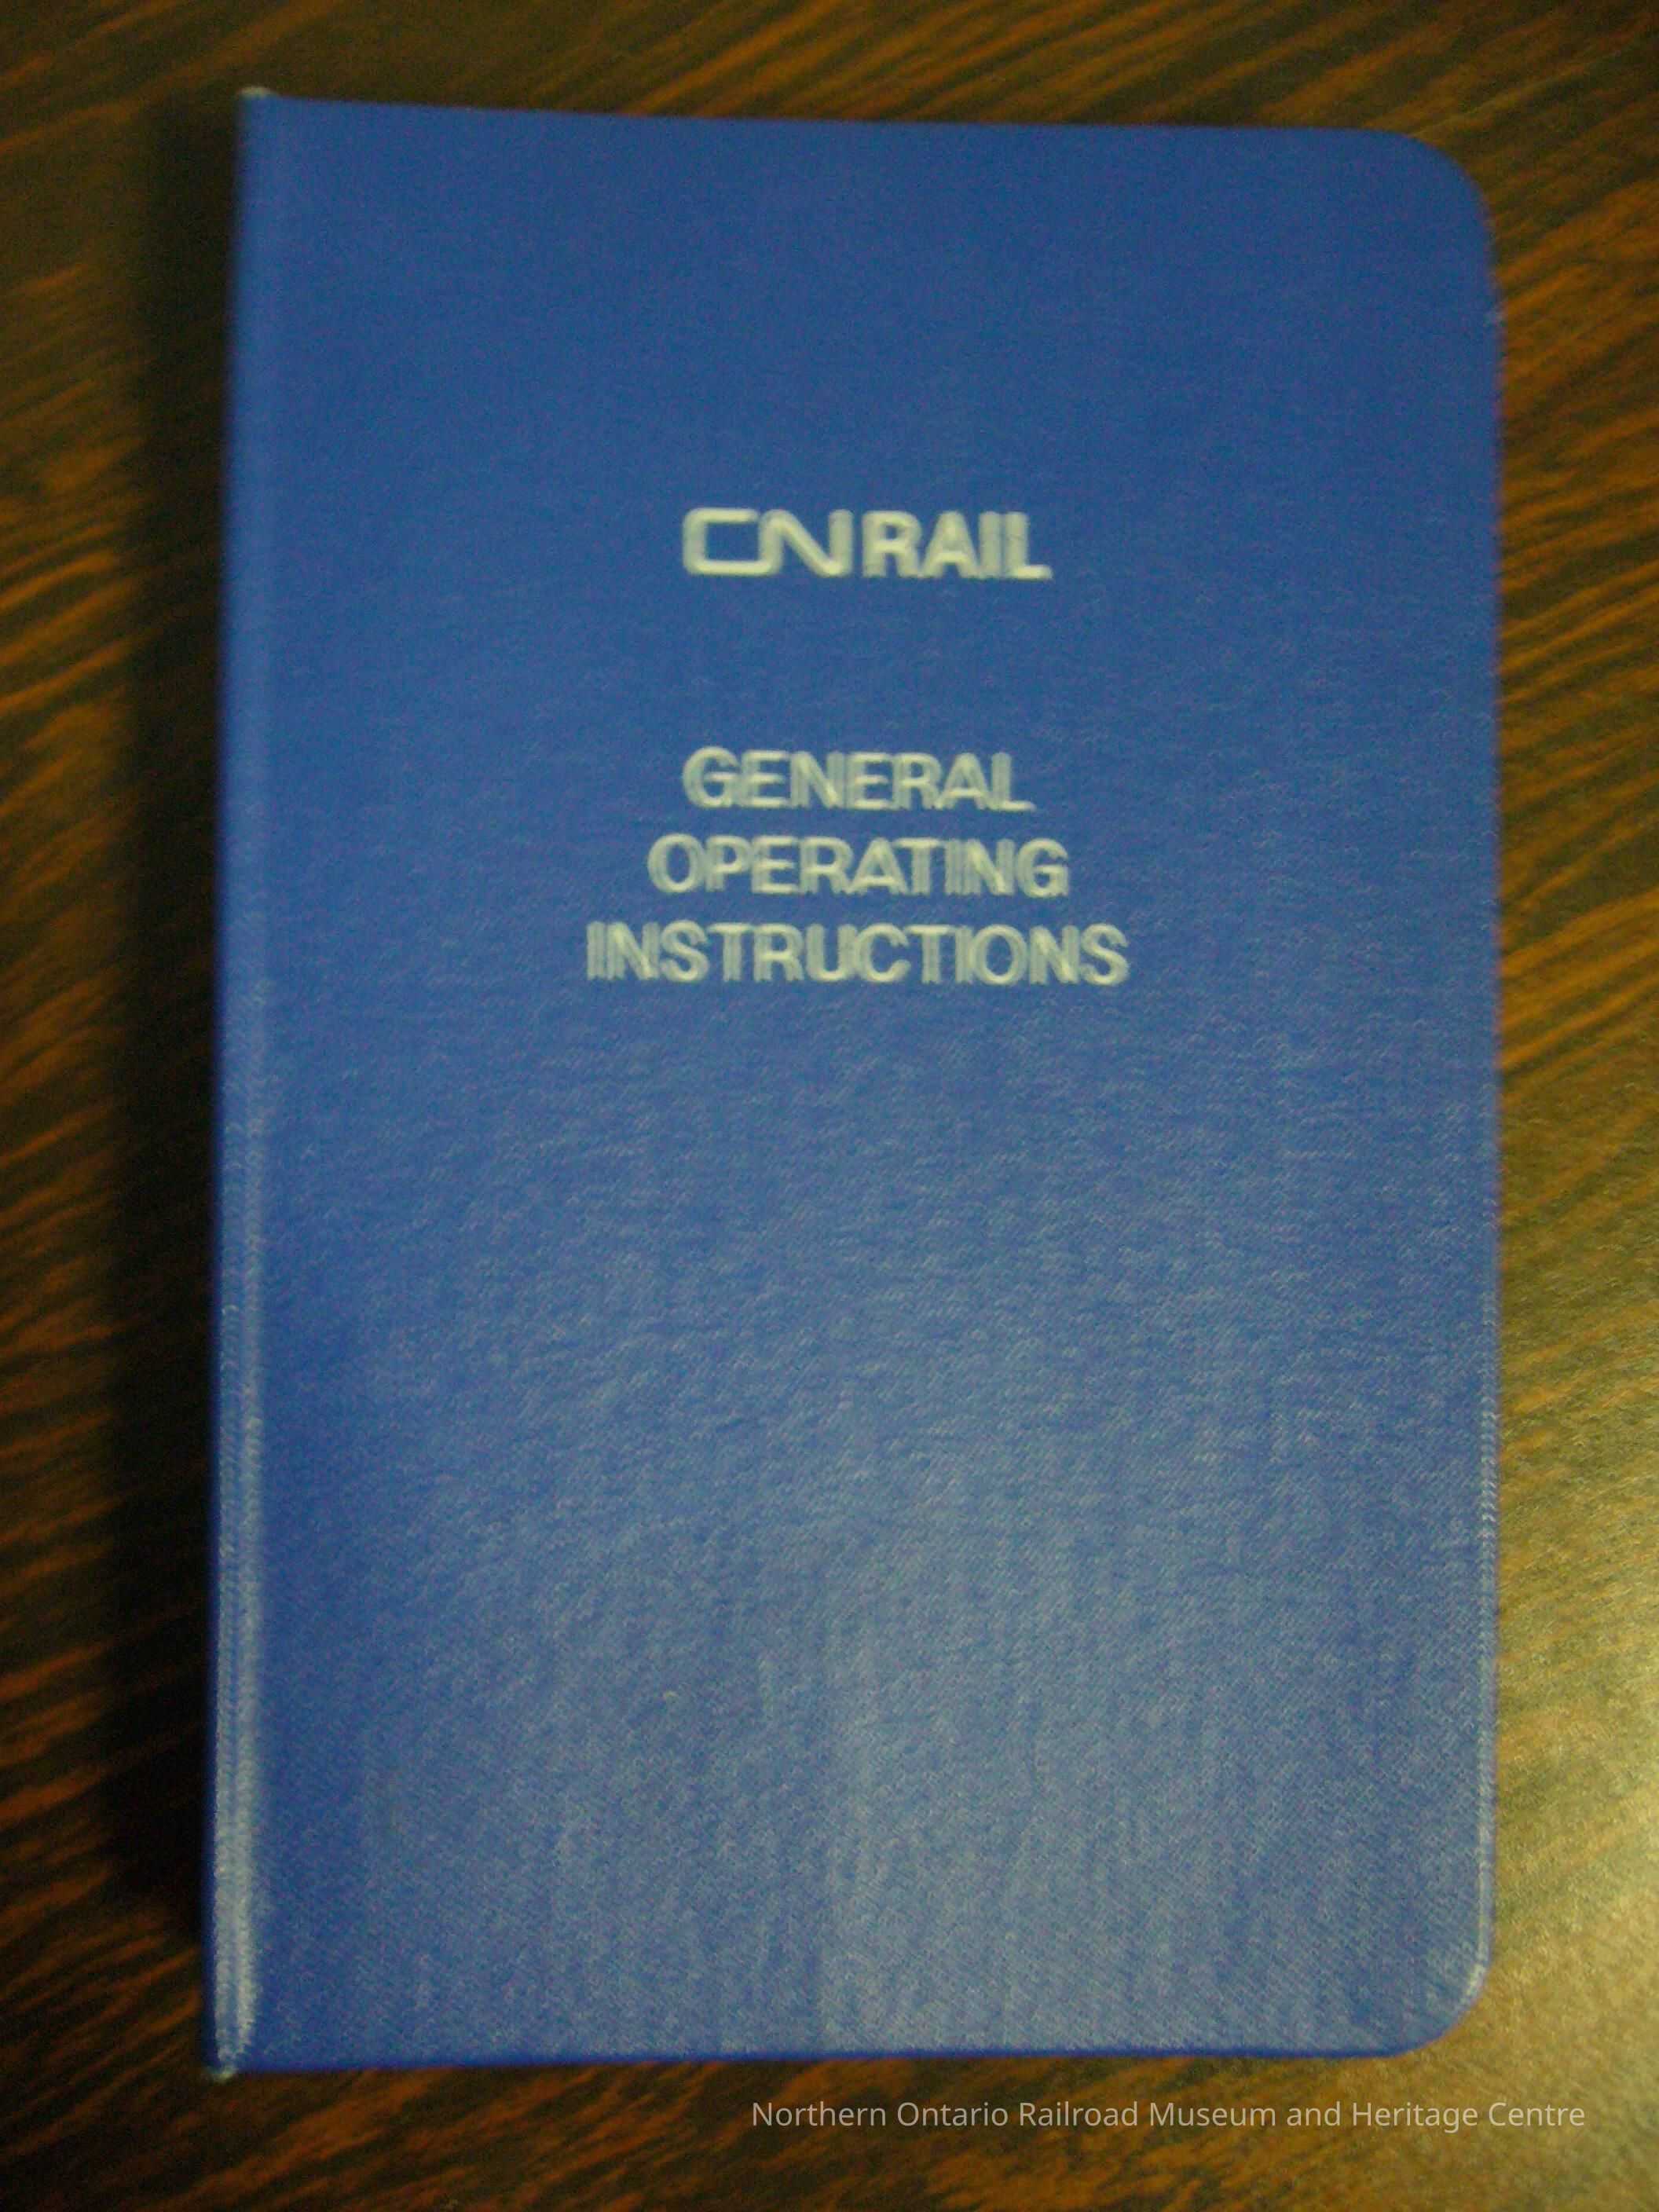 CN RAIL
GENERAL
OPERATING
INSTRUCTIONS
Northern Ontario Railroad Museum and Heritage Centre